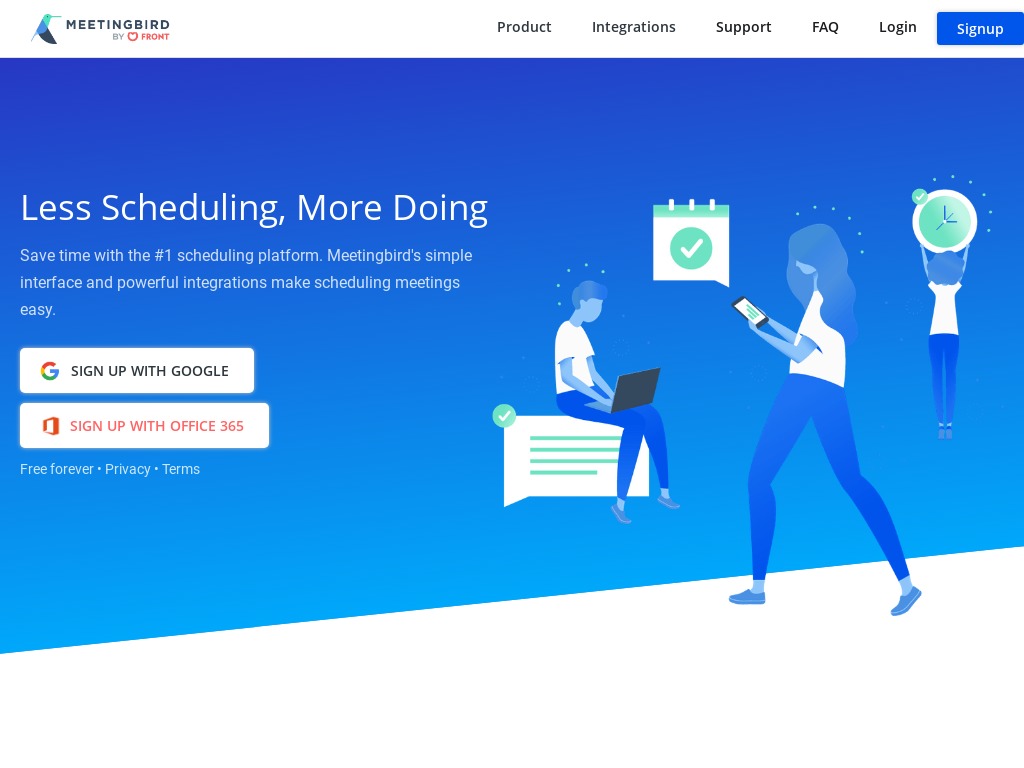 MEETINGBIRD
BY FRONT
Product
Integrations
Support
FAQ
Login
Signup
Less Scheduling, More Doing
Save time with the #1 scheduling platform. Meetingbird's simple
interface and powerful integrations make scheduling meetings
easy.
SIGN UP WITH GOOGLE
SIGN UP WITH OFFICE 365
Free forever • Privacy • Terms